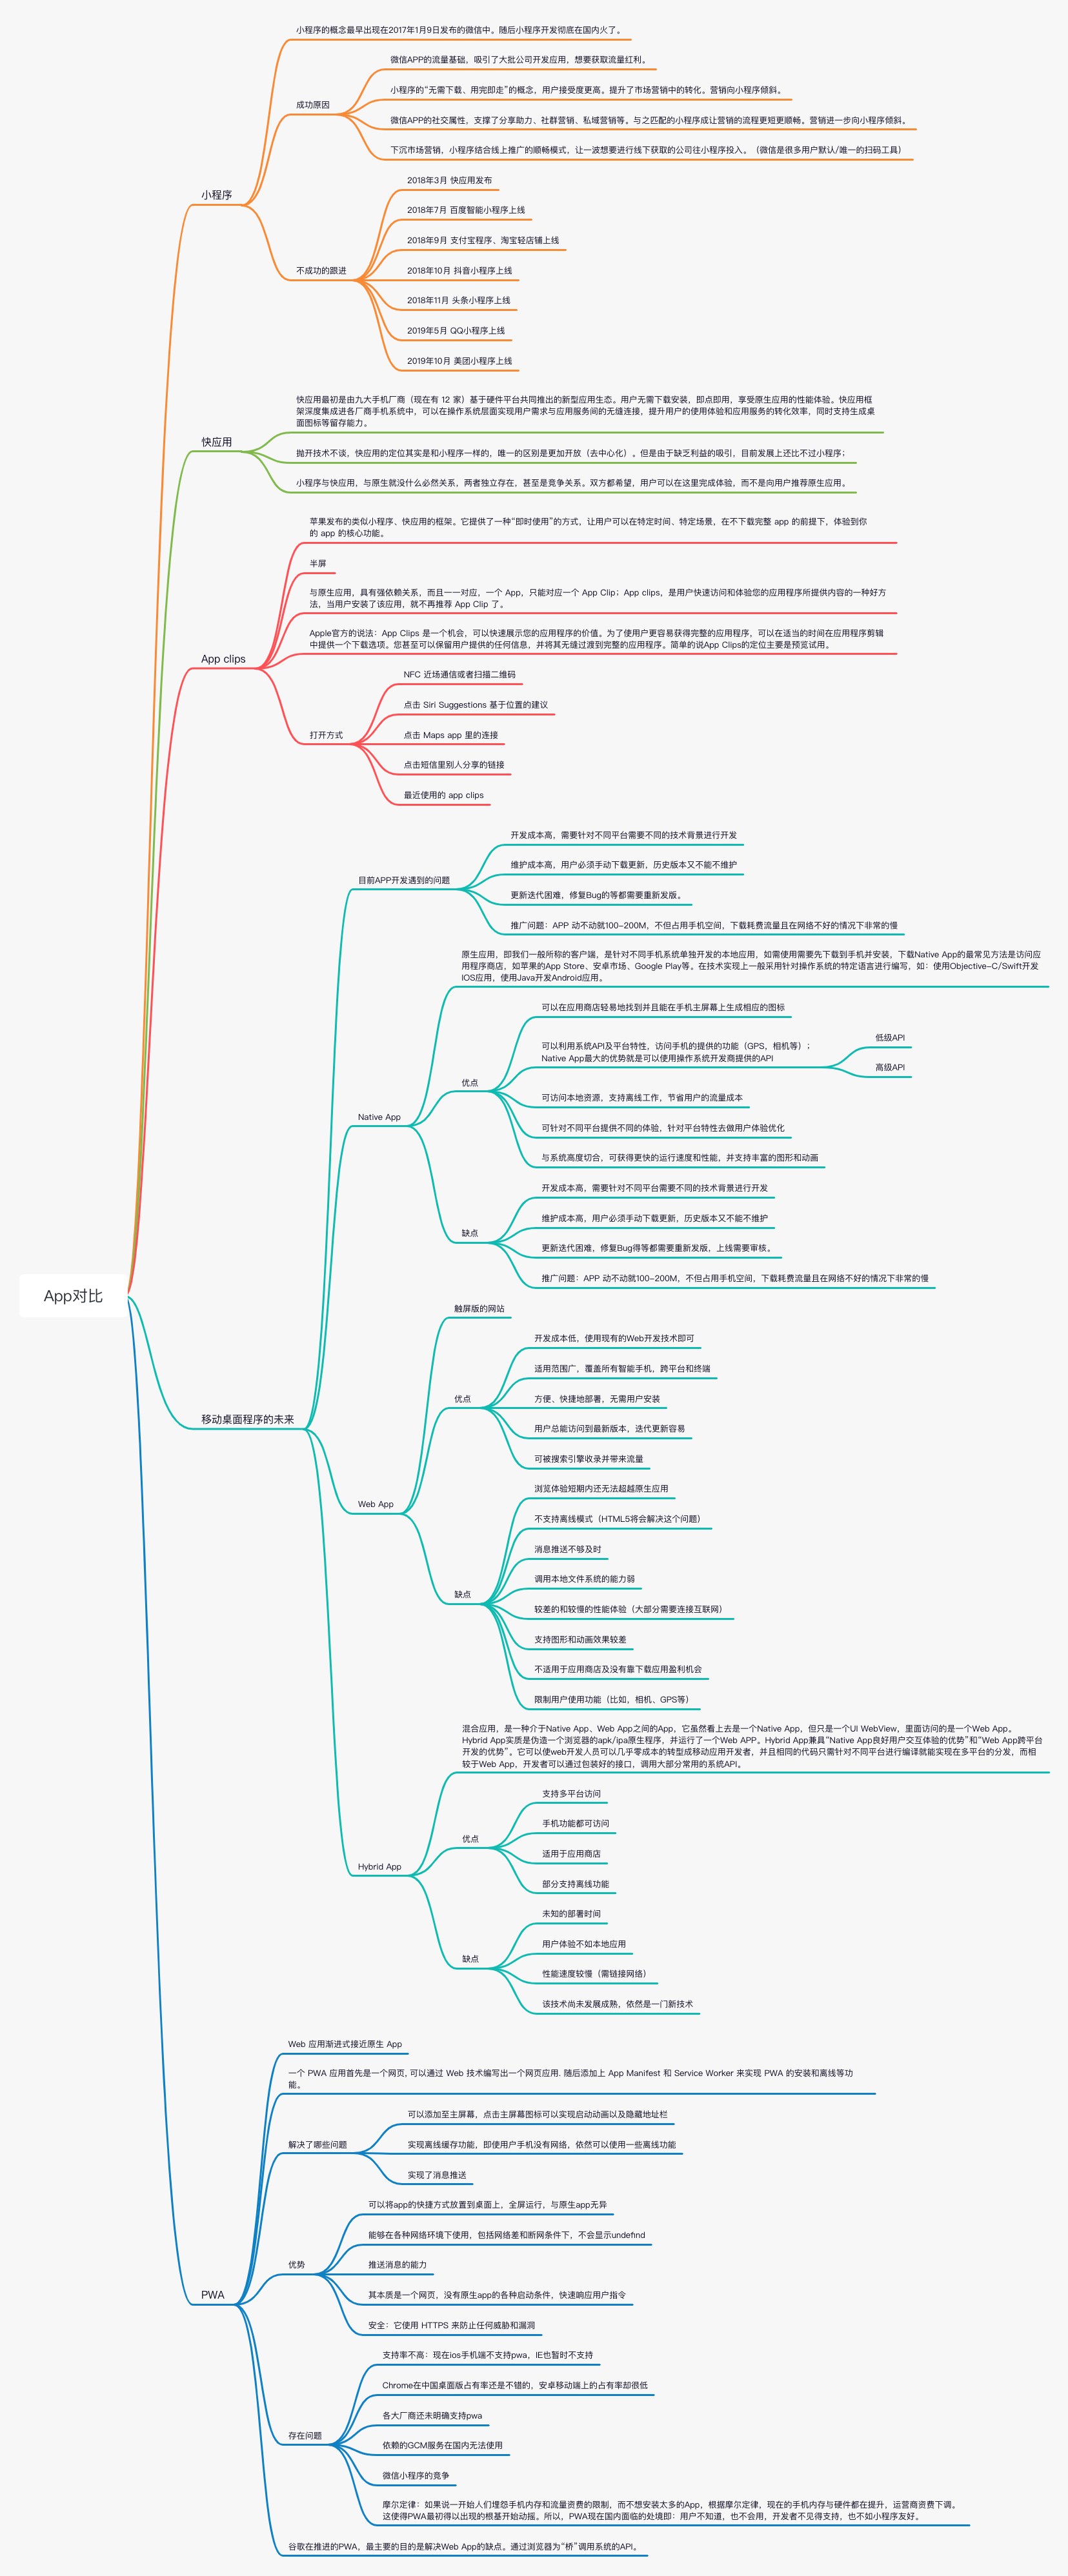 App对比
小程序
小程序的概念最早出现在2017年1月9日发布的微信中。随后小程序开发彻底在国内火了。
成功原因
微信APP的流量基础，吸引了大批公司开发应用，想要获取流量红利。
小程序的“无需下载、用完即走”的概念，用户接受度更高。提升了市场营销中的转化。营销向小程序倾斜。
微信APP的社交属性，支撑了分享助力、社群营销、私域营销等。与之匹配的小程序成让营销的流程更短更顺畅。营销进一步向小程序倾斜。
下沉市场营销，小程序结合线上推广的顺畅模式，让一波想要进行线下获取的公司往小程序投入。（微信是很多用户默认/唯一的扫码工具）
不成功的跟进
2018年3月 快应用发布
2018年7月 百度智能小程序上线
2018年9月 支付宝程序、淘宝轻店铺上线
2018年10月 抖音小程序上线
2018年11月 头条小程序上线
2019年5月 QQ小程序上线
2019年10月 美团小程序上线
快应用
快应用最初是由九大手机厂商（现在有 12 家）基于硬件平台共同推出的新型应用生态。用户无需下载安装，即点即用，享受原生应用的性能体验。快应用框
架深度集成进各厂商手机系统中，可以在操作系统层面实现用户需求与应用服务间的无缝连接，提升用户的使用体验和应用服务的转化效率，同时支持生成桌
面图标等留存能力。
抛开技术不谈，快应用的定位其实是和小程序一样的，唯一的区别是更加开放（去中心化）。但是由于缺乏利益的吸引，目前发展上还比不过小程序；
小程序与快应用，与原生就没什么必然关系，两者独立存在，甚至是竞争关系。双方都希望，用户可以在这里完成体验，而不是向用户推荐原生应用。
App clips
苹果发布的类似小程序、快应用的框架。它提供了一种“即时使用”的方式，让用户可以在特定时间、特定场景，在不下载完整 app 的前提下，体验到你
的 app 的核心功能。
半屏
与原生应用，具有强依赖关系，而且一一对应，一个 App，只能对应一个 App Clip；App clips，是用户快速访问和体验您的应用程序所提供内容的一种好方
法，当用户安装了该应用，就不再推荐 App Clip 了。
Apple官方的说法：App Clips 是一个机会，可以快速展示您的应用程序的价值。为了使用户更容易获得完整的应用程序，可以在适当的时间在应用程序剪辑
中提供一个下载选项。您甚至可以保留用户提供的任何信息，并将其无缝过渡到完整的应用程序。简单的说App Clips的定位主要是预览试用。
打开方式
NFC 近场通信或者扫描二维码
点击 Siri Suggestions 基于位置的建议
点击 Maps app 里的连接
点击短信里别人分享的链接
最近使用的 app clips
移动桌面程序的未来
目前APP开发遇到的问题
开发成本高，需要针对不同平台需要不同的技术背景进行开发
维护成本高，用户必须手动下载更新，历史版本又不能不维护
更新迭代困难，修复Bug的等都需要重新发版。
推广问题：APP 动不动就100-200M，不但占用手机空间，下载耗费流量且在网络不好的情况下非常的慢
Native App
原生应用，即我们一般所称的客户端，是针对不同手机系统单独开发的本地应用，如需使用需要先下载到手机并安装，下载Native App的最常见方法是访问应
用程序商店，如苹果的App Store、安卓市场、Google Play等。在技术实现上一般采用针对操作系统的特定语言进行编写，如：使用Objective-C/Swift开发
IOS应用，使用Java开发Android应用。
优点
可以在应用商店轻易地找到并且能在手机主屏幕上生成相应的图标
可以利用系统API及平台特性，访问手机的提供的功能（GPS，相机等）；
Native App最大的优势就是可以使用操作系统开发商提供的API
低级API
高级API
可访问本地资源，支持离线工作，节省用户的流量成本
可针对不同平台提供不同的体验，针对平台特性去做用户体验优化
与系统高度切合，可获得更快的运行速度和性能，并支持丰富的图形和动画
缺点
开发成本高，需要针对不同平台需要不同的技术背景进行开发
维护成本高，用户必须手动下载更新，历史版本又不能不维护
更新迭代困难，修复Bug得等都需要重新发版，上线需要审核。
推广问题：APP 动不动就100-200M，不但占用手机空间，下载耗费流量且在网络不好的情况下非常的慢
Web App
触屏版的网站
优点
开发成本低，使用现有的Web开发技术即可
适用范围广，覆盖所有智能手机，跨平台和终端
方便、快捷地部署，无需用户安装
用户总能访问到最新版本，迭代更新容易
可被搜索引擎收录并带来流量
缺点
浏览体验短期内还无法超越原生应用
不支持离线模式（HTML5将会解决这个问题）
消息推送不够及时
调用本地文件系统的能力弱
较差的和较慢的性能体验（大部分需要连接互联网）
支持图形和动画效果较差
不适用于应用商店及没有靠下载应用盈利机会
限制用户使用功能（比如，相机、GPS等）
Hybrid App
混合应用，是一种介于Native App、Web App之间的App，它虽然看上去是一个Native App，但只是一个UI WebView，里面访问的是一个Web App。
Hybrid App实质是伪造一个浏览器的apk/ipa原生程序，并运行了一个Web APP。Hybrid App兼具“Native App良好用户交互体验的优势”和“Web App跨平台
开发的优势”。它可以使web开发人员可以几乎零成本的转型成移动应用开发者，并且相同的代码只需针对不同平台进行编译就能实现在多平台的分发，而相
较于Web App，开发者可以通过包装好的接口，调用大部分常用的系统API。
优点
支持多平台访问
手机功能都可访问
适用于应用商店
部分支持离线功能
缺点
未知的部署时间
用户体验不如本地应用
性能速度较慢（需链接网络）
该技术尚未发展成熟，依然是一门新技术
PWA
Web 应用渐进式接近原生 App
一个 PWA 应用首先是一个网页, 可以通过 Web 技术编写出一个网页应用. 随后添加上 App Manifest 和 Service Worker 来实现 PWA 的安装和离线等功
能。
解决了哪些问题
可以添加至主屏幕，点击主屏幕图标可以实现启动动画以及隐藏地址栏
实现离线缓存功能，即使用户手机没有网络，依然可以使用一些离线功能
实现了消息推送
优势
可以将app的快捷方式放置到桌面上，全屏运行，与原生app无异
能够在各种网络环境下使用，包括网络差和断网条件下，不会显示undefind
推送消息的能力
其本质是一个网页，没有原生app的各种启动条件，快速响应用户指令
安全：它使用 HTTPS 来防止任何威胁和漏洞
存在问题
支持率不高：现在ios手机端不支持pwa，IE也暂时不支持
Chrome在中国桌面版占有率还是不错的，安卓移动端上的占有率却很低
各大厂商还未明确支持pwa
依赖的GCM服务在国内无法使用
微信小程序的竞争
摩尔定律：如果说一开始人们埋怨手机内存和流量资费的限制，而不想安装太多的App，根据摩尔定律，现在的手机内存与硬件都在提升，运营商资费下调。
这使得PWA最初得以出现的根基开始动摇。所以，PWA现在国内面临的处境即：用户不知道，也不会用，开发者不见得支持，也不如小程序友好。
谷歌在推进的PWA，最主要的目的是解决Web App的缺点。通过浏览器为“桥”调用系统的API。